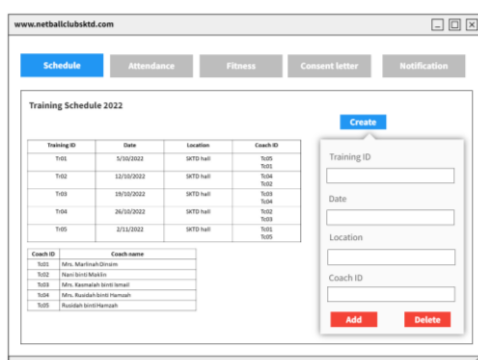 www.netballclubsktd.com
Schedule Attendance Fitness Consent letter Notification
Training Schedule 2022
Create
Training ID Date Location Coach ID
Tr01 5/10/2022 SKTD hall Tc05
Tc01
Tr02 12/10/2022 SKTD hall Tc04
Tc02
Tr03 19/10/2022 SKTD hall Tc03
Tc04
Tr04 26/10/2022 SKTD hall Tc02
Tc03
Tr05 2/11/2022 SKTD hall Tc01
Tc05
Coach ID Coach name
Tc01 Mrs.
Tc02 Nani binti Maklin
Tc03 Mrs. Kasmalah binti Ismail
Tc04 Mrs. Rusidah binti Hamzah
Tc05 Rusidah binti Hamzah
Training ID
Date
Location
Coach ID
Add Delete